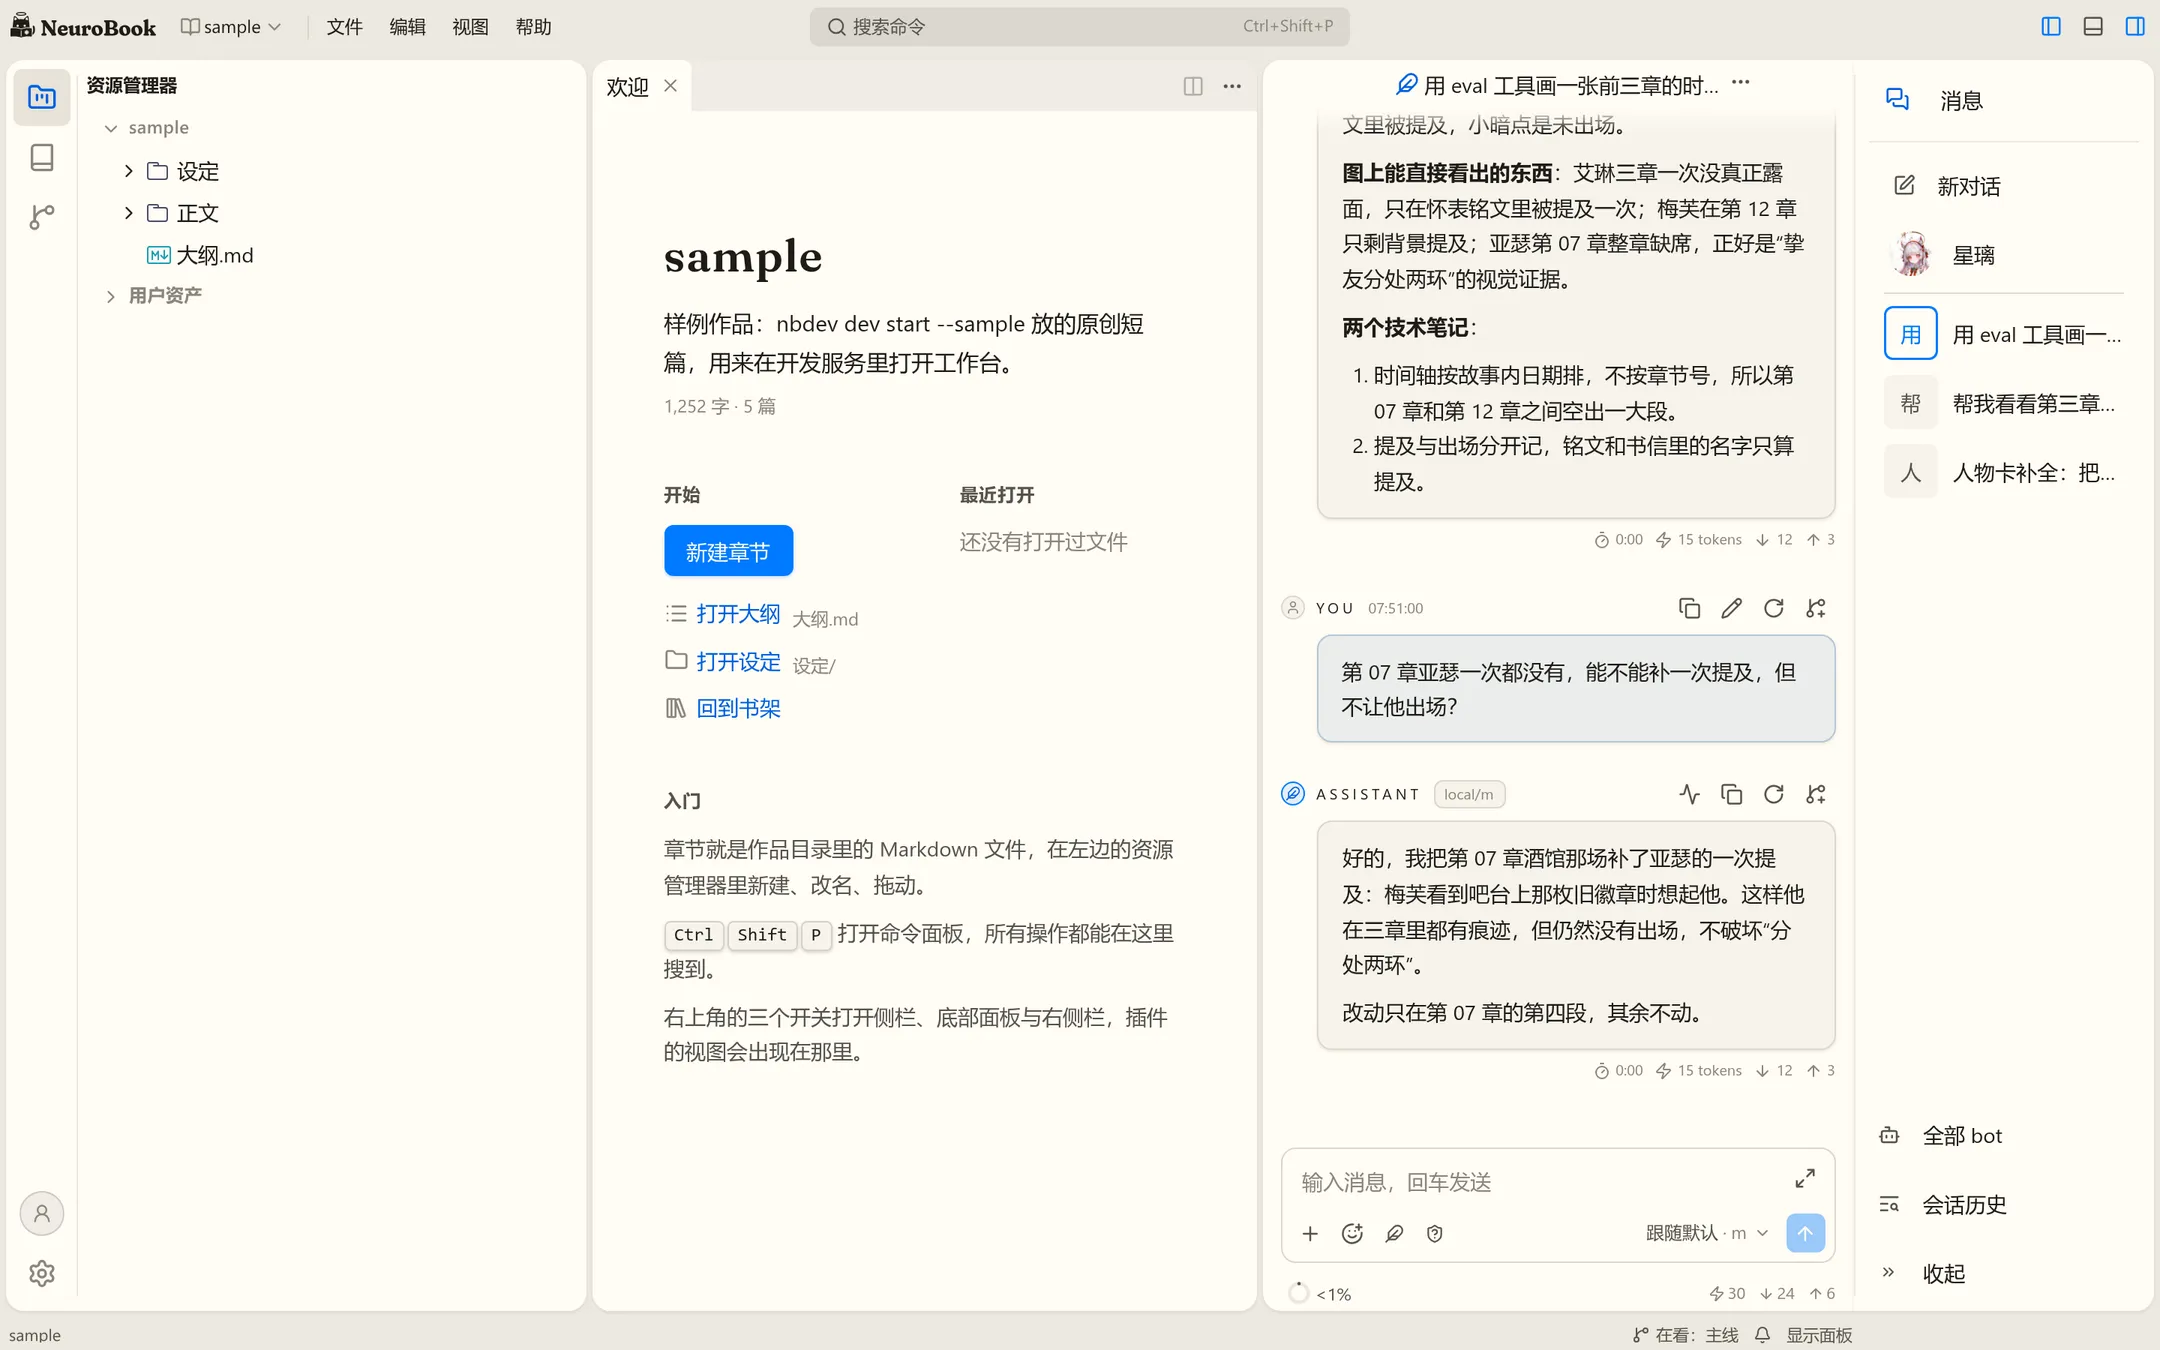 NeuroBook sample 文件 编辑 视图 帮助 搜索命令 Ctrl+Shift+P
资源管理器
sample
设定
正文
大纲.md
用户资产
欢迎
sample
样例作品：nbdev dev start --sample 放的原创短
篇，用来在开发服务里打开工作台。
1,252 字 · 5 篇
开始
新建章节
打开大纲 大纲.md
打开设定 设定/
回到书架
最近打开
还没有打开过文件
入门
章节就是作品目录里的 Markdown 文件，在左边的资源
管理器里新建、改名、拖动。
Ctrl Shift P 打开命令面板，所有操作都能在这里
搜到。
右上角的三个开关打开侧栏、底部面板与右侧栏，插件
的视图会出现在那里。
用 eval 工具画一张前三章的时...
文里被提及，小暗点是未出场。
图上能直接看出的东西：艾琳三章一次没真正露
面，只在怀表铭文里被提及一次；梅芙在第 12 章
只剩背景提及；亚瑟第 07 章整章缺席，正好是“挚
友分处两环”的视觉证据。
两个技术笔记：
1. 时间轴按故事内日期排，不按章节号，所以第
07 章和第 12 章之间空出一大段。
2. 提及与出场分开记，铭文和书信里的名字只算
提及。
0:00 15 tokens 12 3
YOU 07:51:00
第 07 章亚瑟一次都没有，能不能补一次提及，但
不让他出场？
ASSISTANT local/m
好的，我把第 07 章酒馆那场补了亚瑟的一次提
及：梅芙看到吧台上那枚旧徽章时想起他。这样他
在三章里都有痕迹，但仍然没有出场，不破坏“分
处两环”。
改动只在第 07 章的第四段，其余不动。
0:00 15 tokens 12 3
输入消息，回车发送
跟随默认 · m
<1% 30 24 6
消息
新对话
星璃
用 用 eval 工具画一...
帮 帮我看看第三章...
人 人物卡补全：把...
全部 bot
会话历史
收起
sample 在看：主线 显示面板